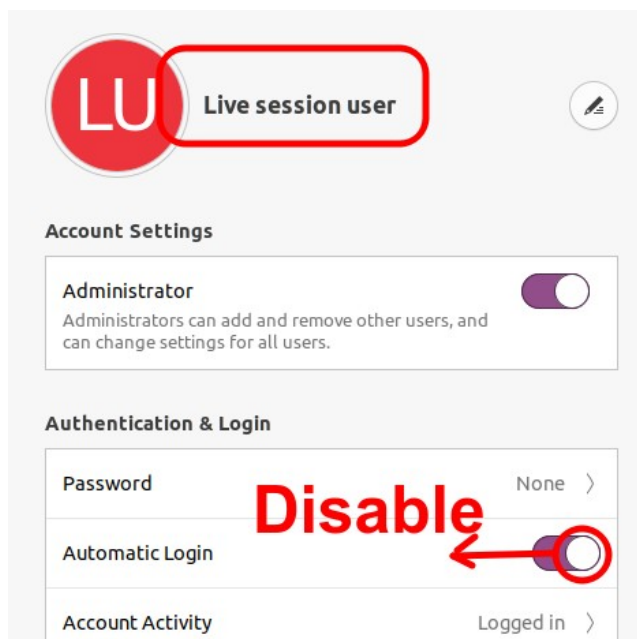 LU
Live session user
Account Settings
Administrator
Administrators can add and remove other users, and
can change settings for all users.
Authentication & Login
Password None
Disable
Automatic Login
Account Activity Logged in